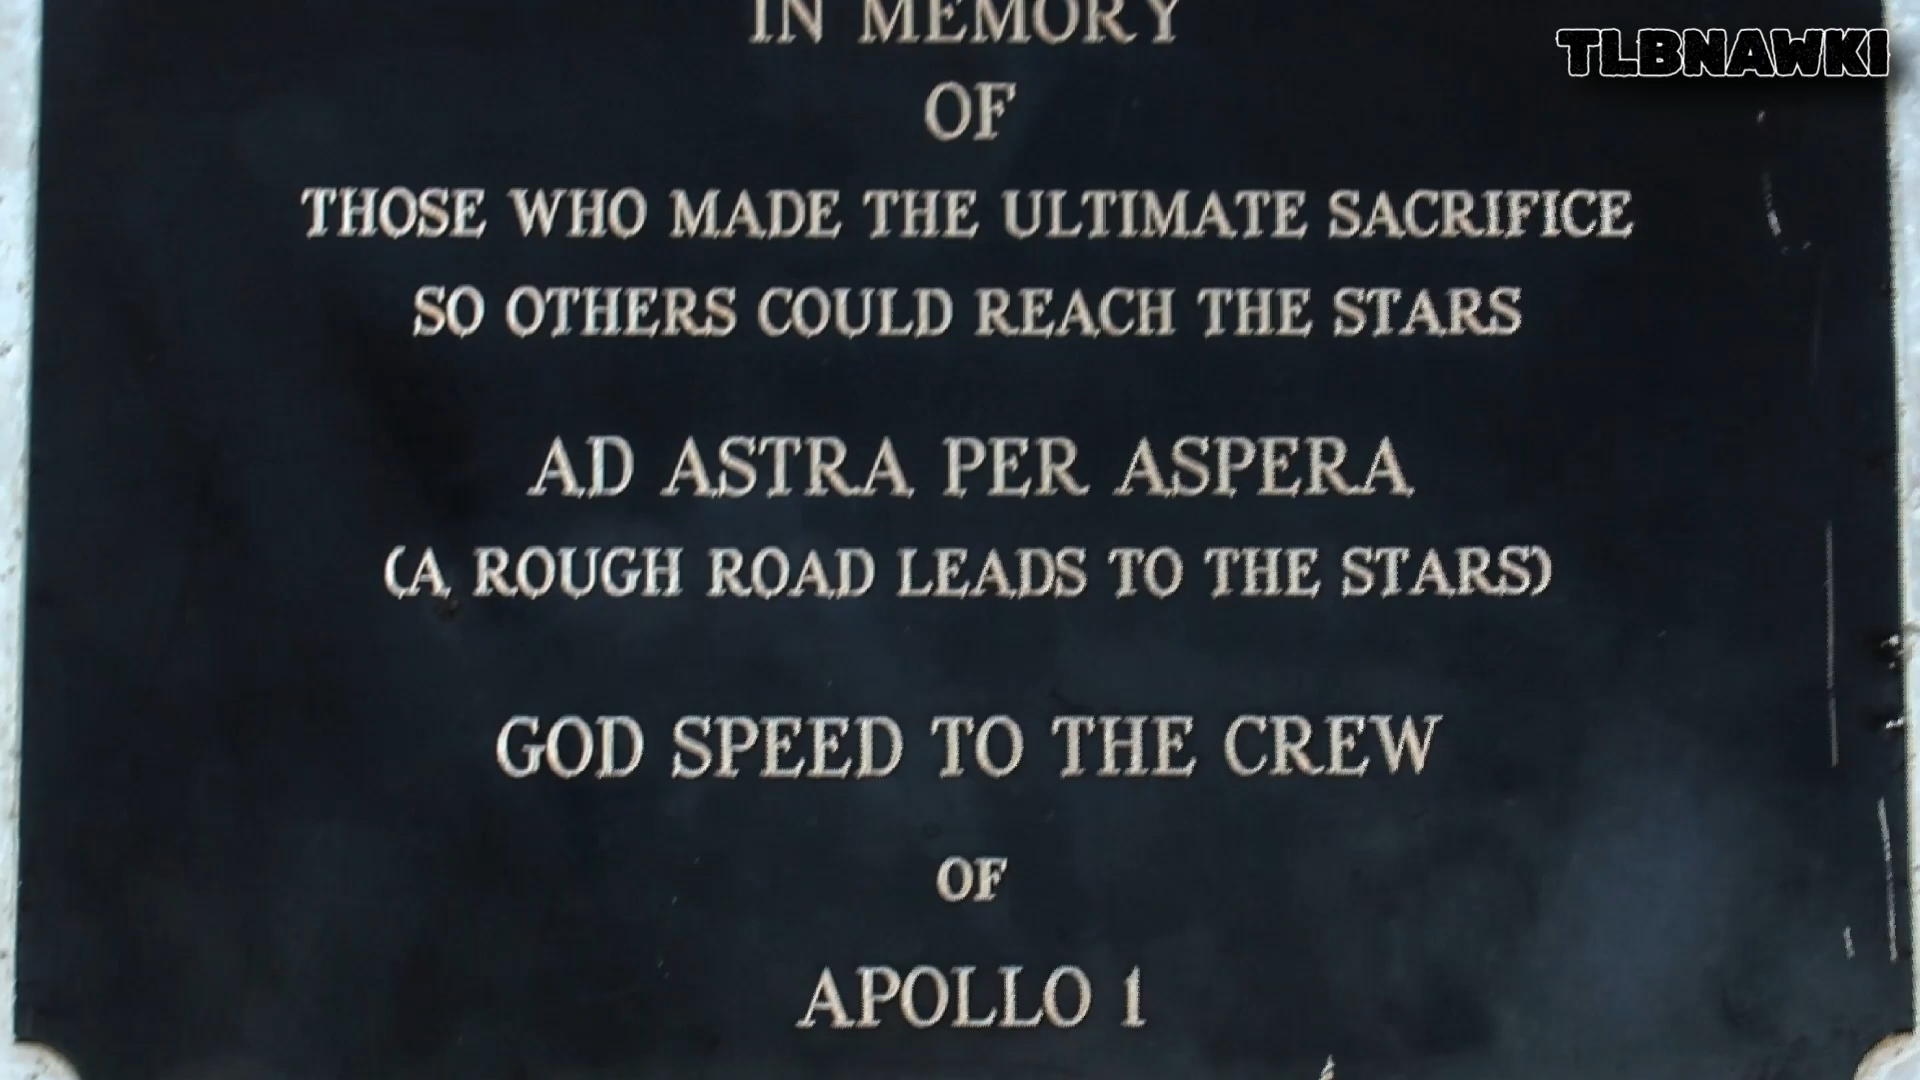 TLBNAWKI
IN MEMORY
OF
THOSE WHO MADE THE ULTIMATE SACRIFICE
SO OTHERS COULD REACH THE STARS
AD ASTRA PER ASPERA
(A ROUGH ROAD LEADS TO THE STARS)
GOD SPEED TO THE CREW
OF
APOLLO 1